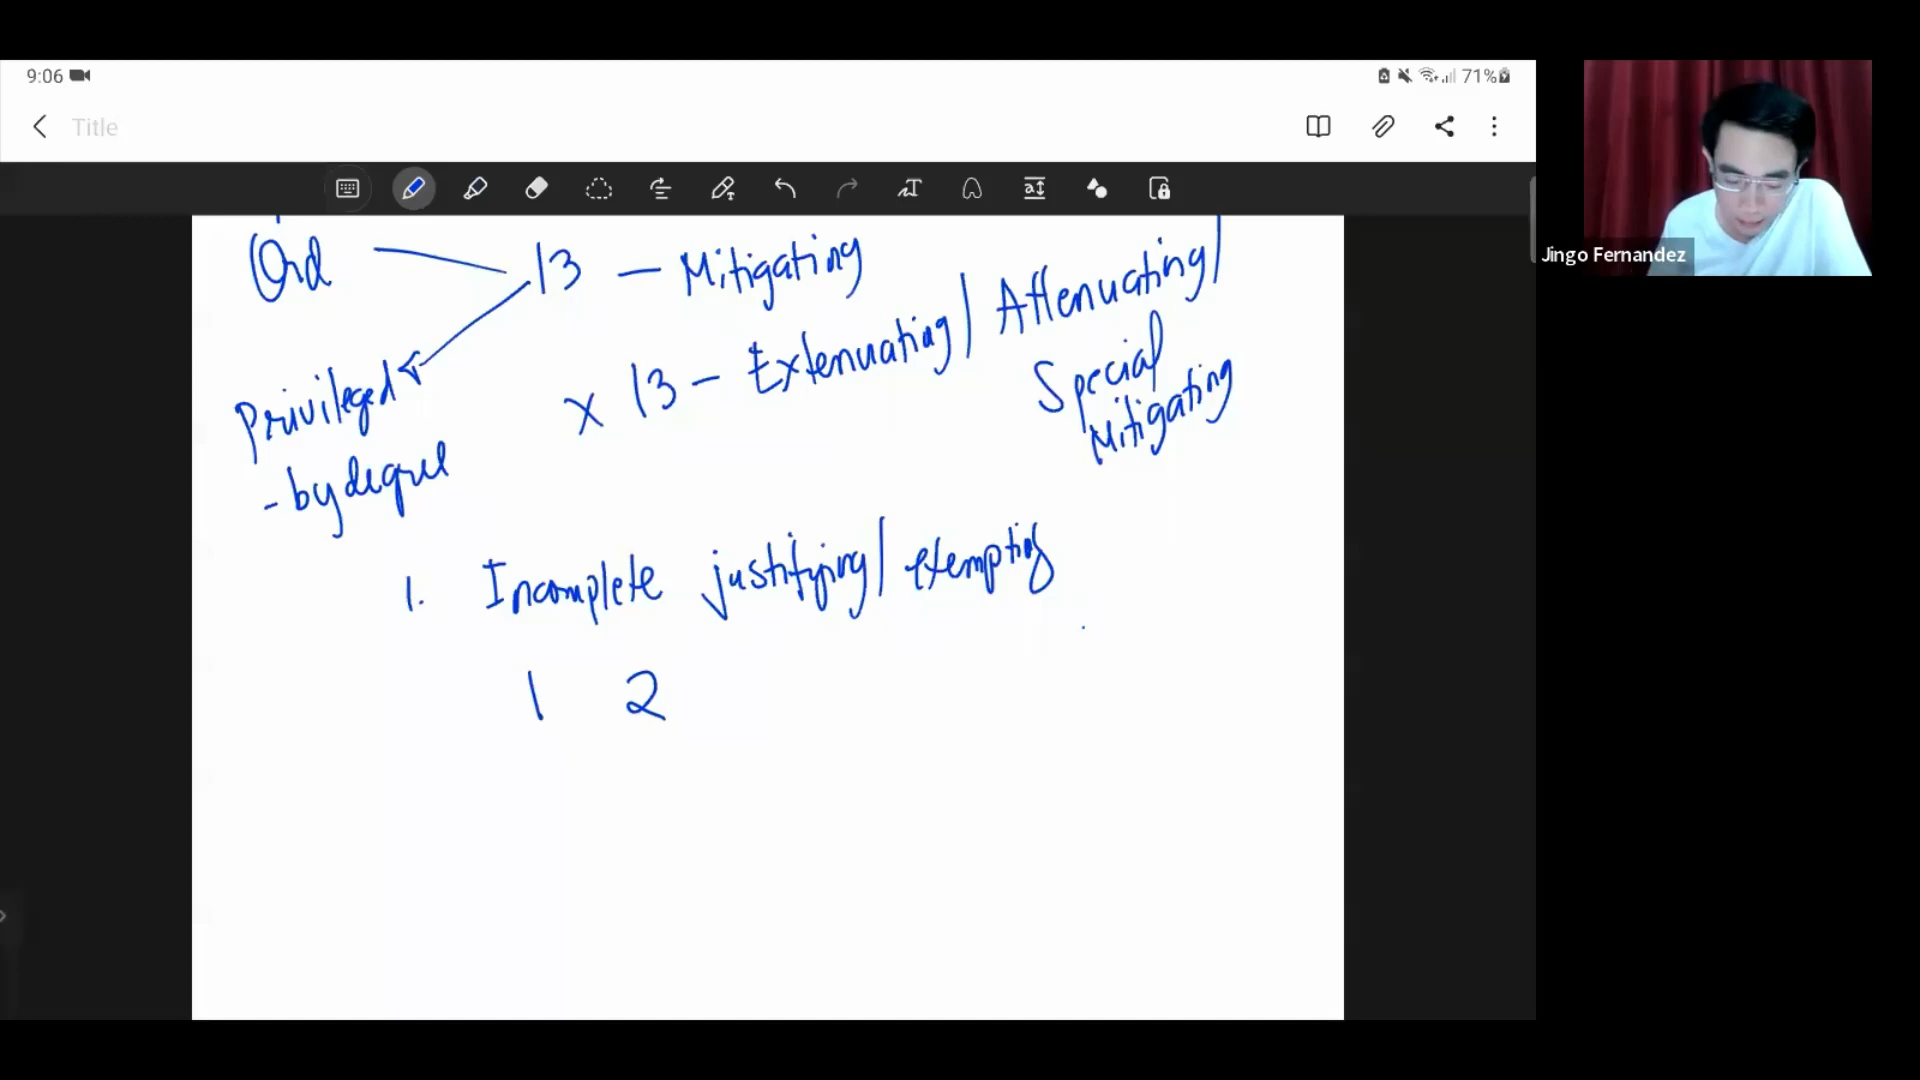 9:06
71%
Title
Jingo Fernandez
Ord 13 - Mitigating
x 13 - Extenuating / Attenuating /
Special
Mitigating
Privileged
- by degree
1. Incomplete justifying / exempting
1 2